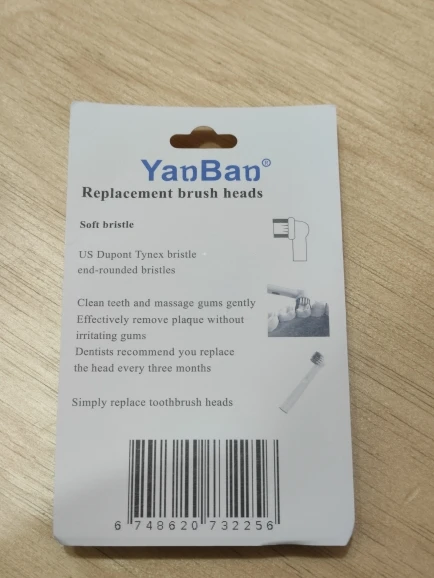 YanBan®
Replacement brush heads
Soft bristle
US Dupont Tynex bristle
end-rounded bristles
Clean teeth and massage gums gently
Effectively remove plaque without
irritating gums
Dentists recommend you replace
the head every three months
Simply replace toothbrush heads
6 748620 732256